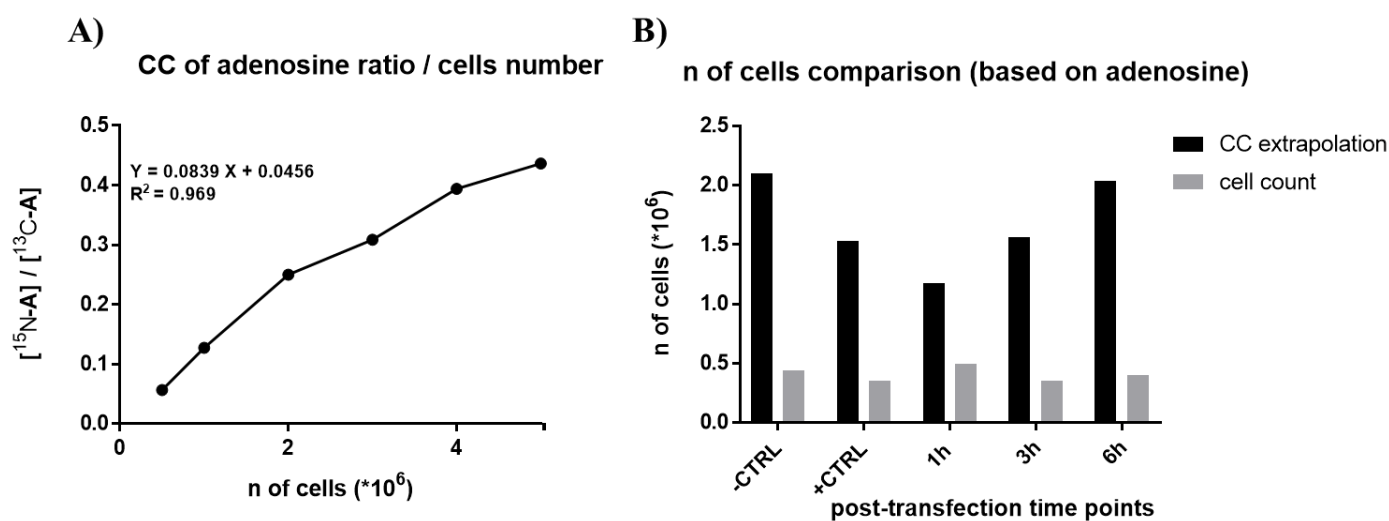 A)
CC of adenosine ratio / cells number
Y = 0.0839 X + 0.0456
R² = 0.969
[¹⁵N-A] / [¹³C-A]
0.5
0.4
0.3
0.2
0.1
0.0
0 2 4
n of cells (*10⁶)
B)
n of cells comparison (based on adenosine)
CC extrapolation
cell count
n of cells (*10⁶)
2.5
2.0
1.5
1.0
0.5
0.0
-CTRL +CTRL 1h 3h 6h
post-transfection time points